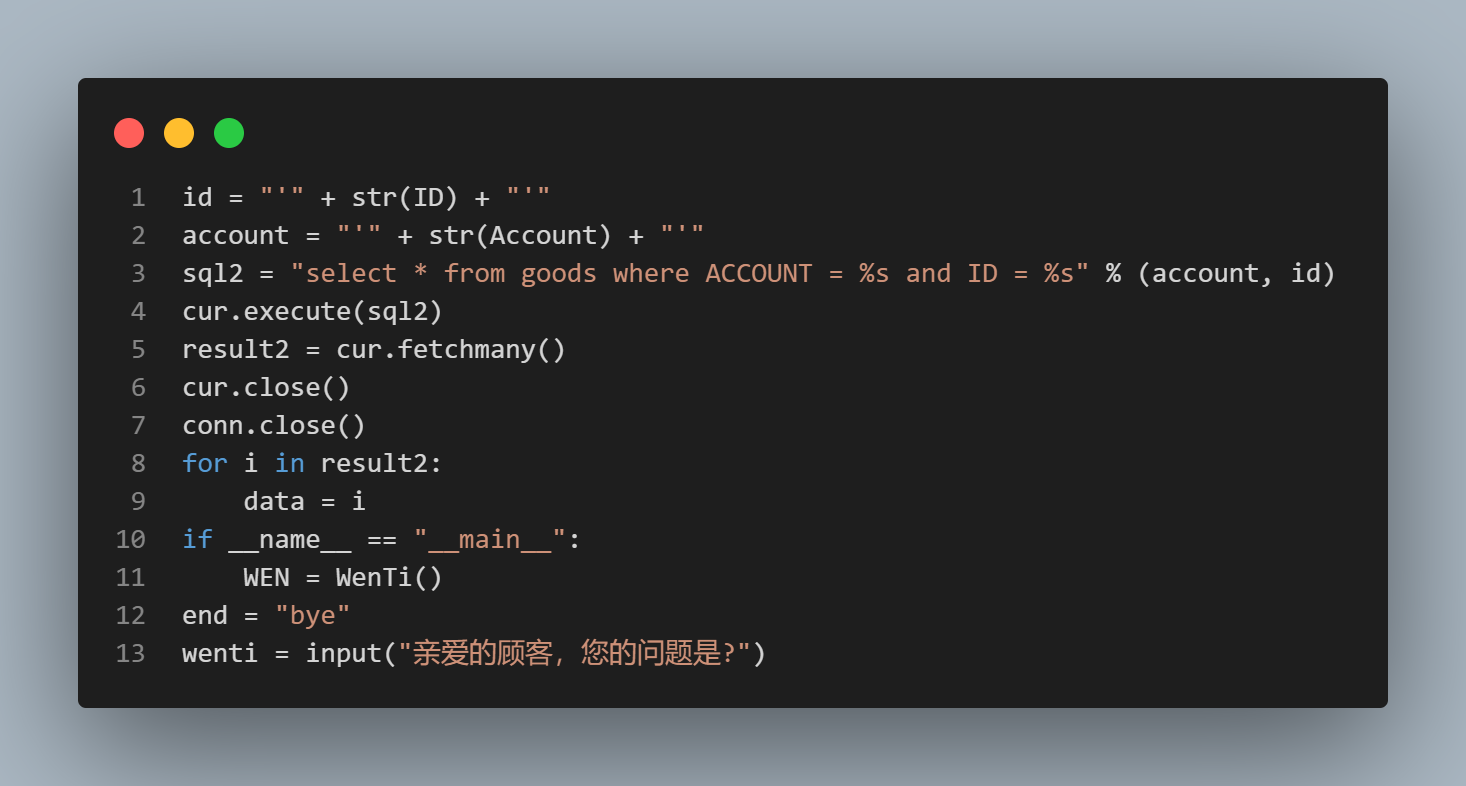 1 id = "'" + str(ID) + "'"
2 account = "'" + str(Account) + "'"
3 sql2 = "select * from goods where ACCOUNT = %s and ID = %s" % (account, id)
4 cur.execute(sql2)
5 result2 = cur.fetchmany()
6 cur.close()
7 conn.close()
8 for i in result2:
9     data = i
10 if __name__ == "__main__":
11     WEN = WenTi()
12 end = "bye"
13 wenti = input("亲爱的顾客，您的问题是?")